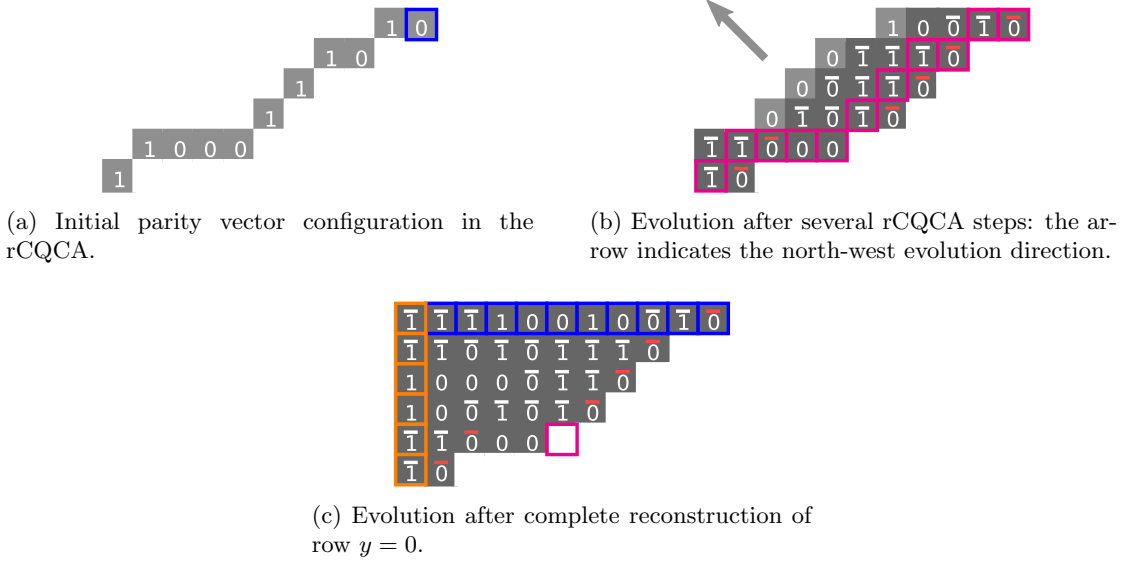 1 0
1 0
1
1
1 0 0 0
1
(a) Initial parity vector configuration in the
rCQCA.
1 0 0̅ 1̅ 0̅
0 1̅ 1̅ 1̅ 0̅
0 0̅ 1̅ 1̅ 0̅
0 1̅ 0̅ 1̅ 0̅
1̅ 1̅ 0̅ 0 0
1̅ 0̅
(b) Evolution after several rCQCA steps: the ar-
row indicates the north-west evolution direction.
1̅ 1̅ 1̅ 1 0 0 1 0 0̅ 1̅ 0̅
1̅ 1̅ 0̅ 1̅ 0̅ 1̅ 1̅ 1̅ 0̅
1 0 0 0 0̅ 1̅ 1̅ 0̅
1 0 0̅ 1̅ 0̅ 1̅ 0̅
1̅ 1̅ 0̅ 0 0
1̅ 0̅
(c) Evolution after complete reconstruction of
row y = 0.